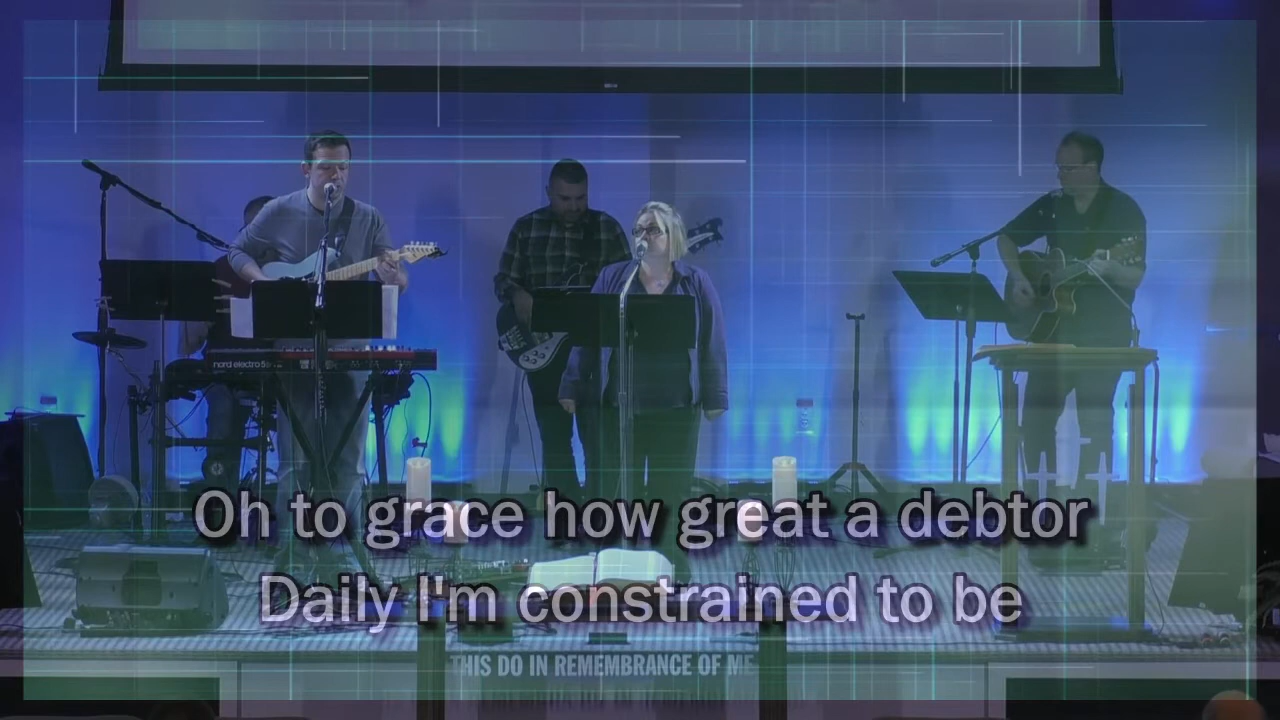 nord electro 5
Oh to grace how great a debtor
Daily I'm constrained to be
THIS DO IN REMEMBRANCE OF ME